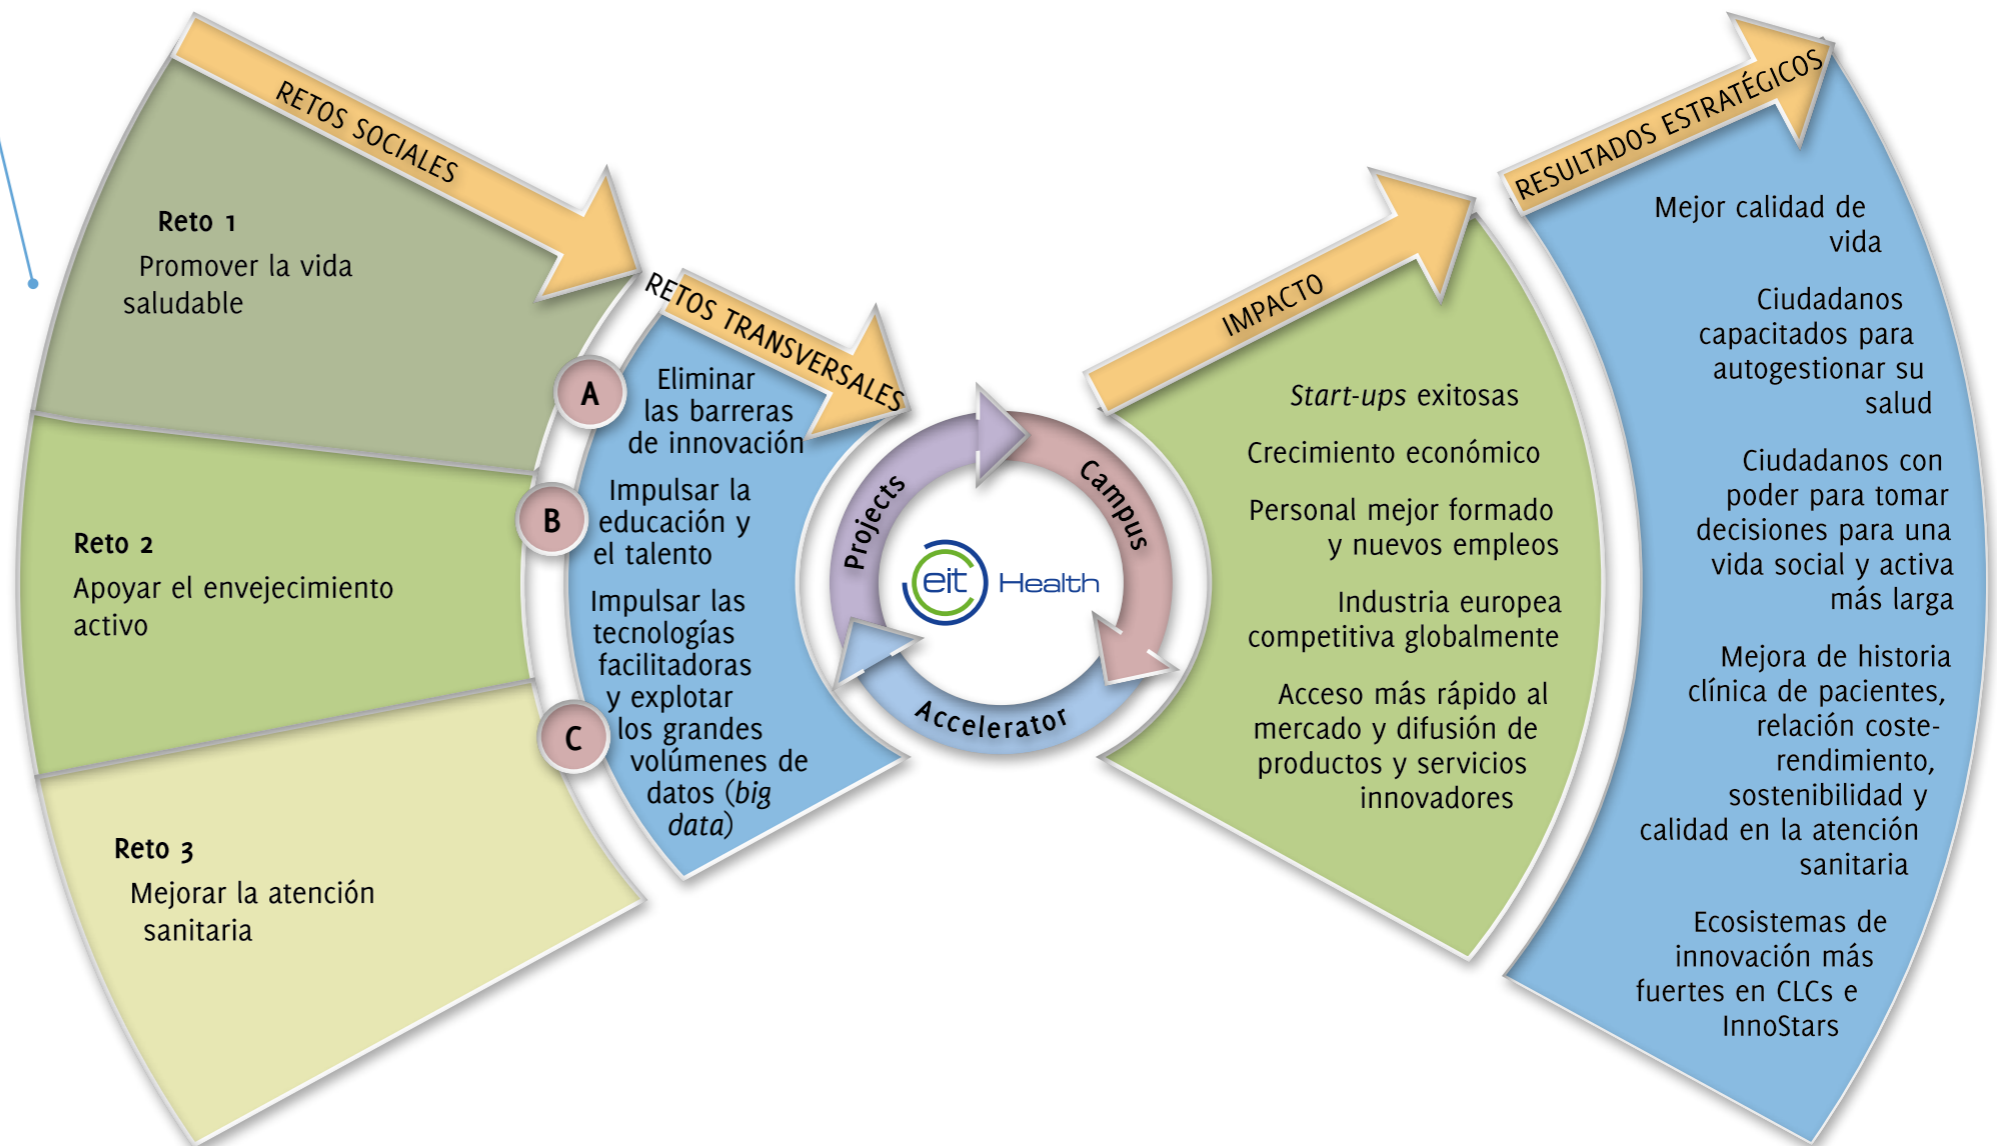 RETOS SOCIALES
Reto 1
Promover la vida
saludable
Reto 2
Apoyar el envejecimiento
activo
Reto 3
Mejorar la atención
sanitaria
RETOS TRANSVERSALES
A
Eliminar
las barreras
de innovación
B
Impulsar la
educación y
el talento
C
Impulsar las
tecnologías
facilitadoras
y explotar
los grandes
volúmenes de
datos (big
data)
Projects
Campus
Accelerator
eit Health
IMPACTO
Start-ups exitosas
Crecimiento económico
Personal mejor formado
y nuevos empleos
Industria europea
competitiva globalmente
Acceso más rápido al
mercado y difusión de
productos y servicios
innovadores
RESULTADOS ESTRATÉGICOS
Mejor calidad de
vida
Ciudadanos
capacitados para
autogestionar su
salud
Ciudadanos con
poder para tomar
decisiones para una
vida social y activa
más larga
Mejora de historia
clínica de pacientes,
relación coste-
rendimiento,
sostenibilidad y
calidad en la atención
sanitaria
Ecosistemas de
innovación más
fuertes en CLCs e
InnoStars